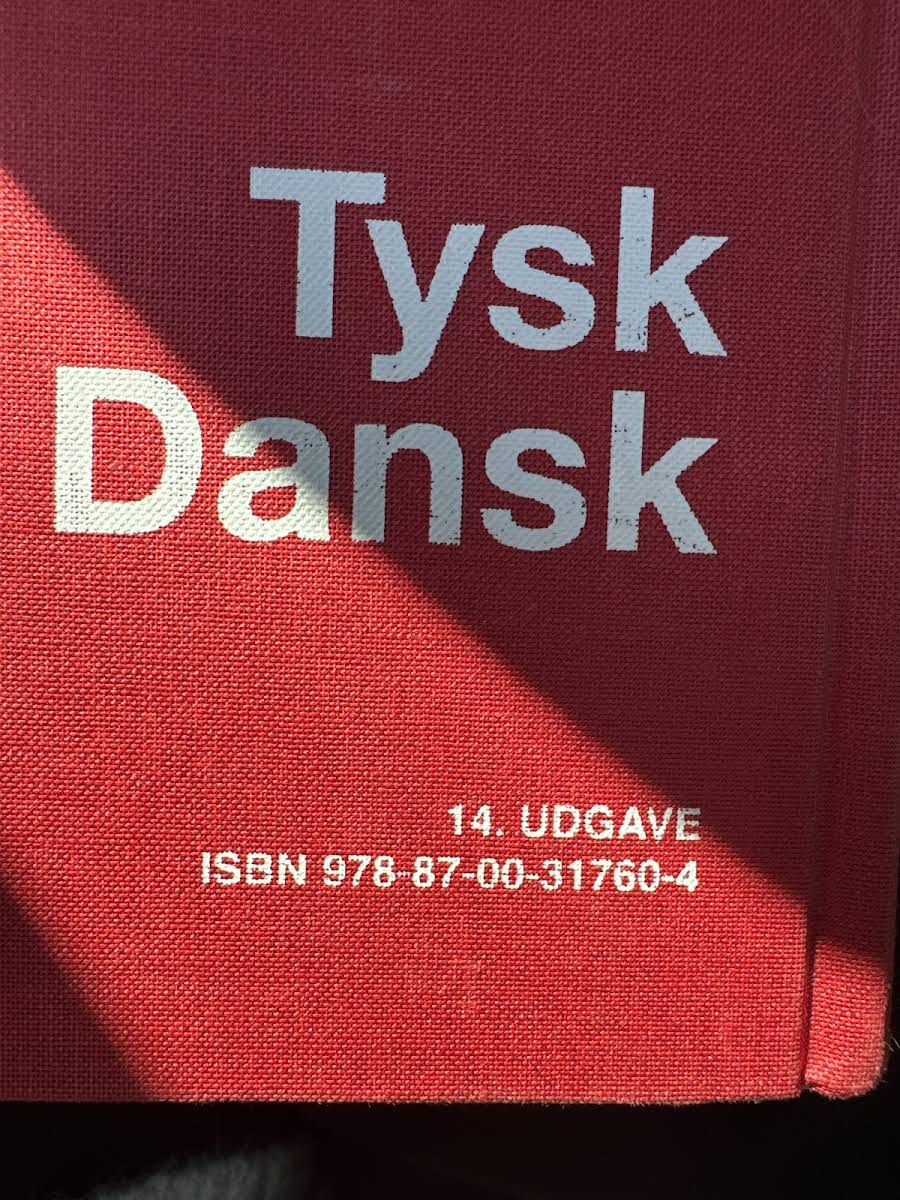 Tysk
Dansk
14. UDGAVE
ISBN 978-87-00-31760-4